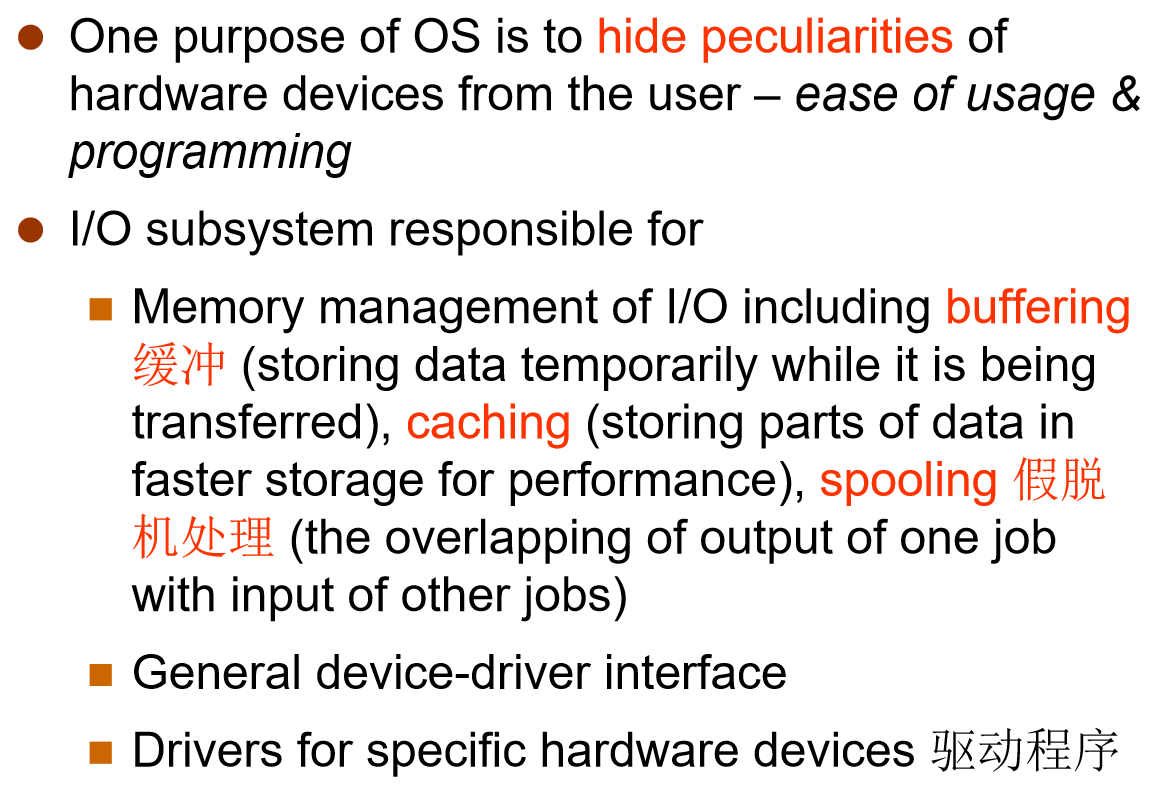 One purpose of OS is to hide peculiarities of
hardware devices from the user – ease of usage &
programming
I/O subsystem responsible for
Memory management of I/O including buffering
缓冲 (storing data temporarily while it is being
transferred), caching (storing parts of data in
faster storage for performance), spooling 假脱
机处理 (the overlapping of output of one job
with input of other jobs)
General device-driver interface
Drivers for specific hardware devices 驱动程序